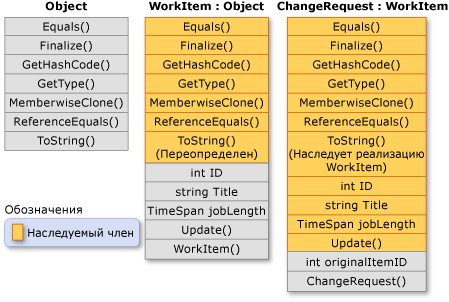 Object
Equals()
Finalize()
GetHashCode()
GetType()
MemberwiseClone()
ReferenceEquals()
ToString()
WorkItem : Object
Equals()
Finalize()
GetHashCode()
GetType()
MemberwiseClone()
ReferenceEquals()
ToString()
(Переопределен)
int ID
string Title
TimeSpan jobLength
Update()
WorkItem()
ChangeRequest : WorkItem
Equals()
Finalize()
GetHashCode()
GetType()
MemberwiseClone()
ReferenceEquals()
ToString()
(Наследует реализацию
WorkItem)
int ID
string Title
TimeSpan jobLength
Update()
int originalItemID
ChangeRequest()
Обозначения
Наследуемый член